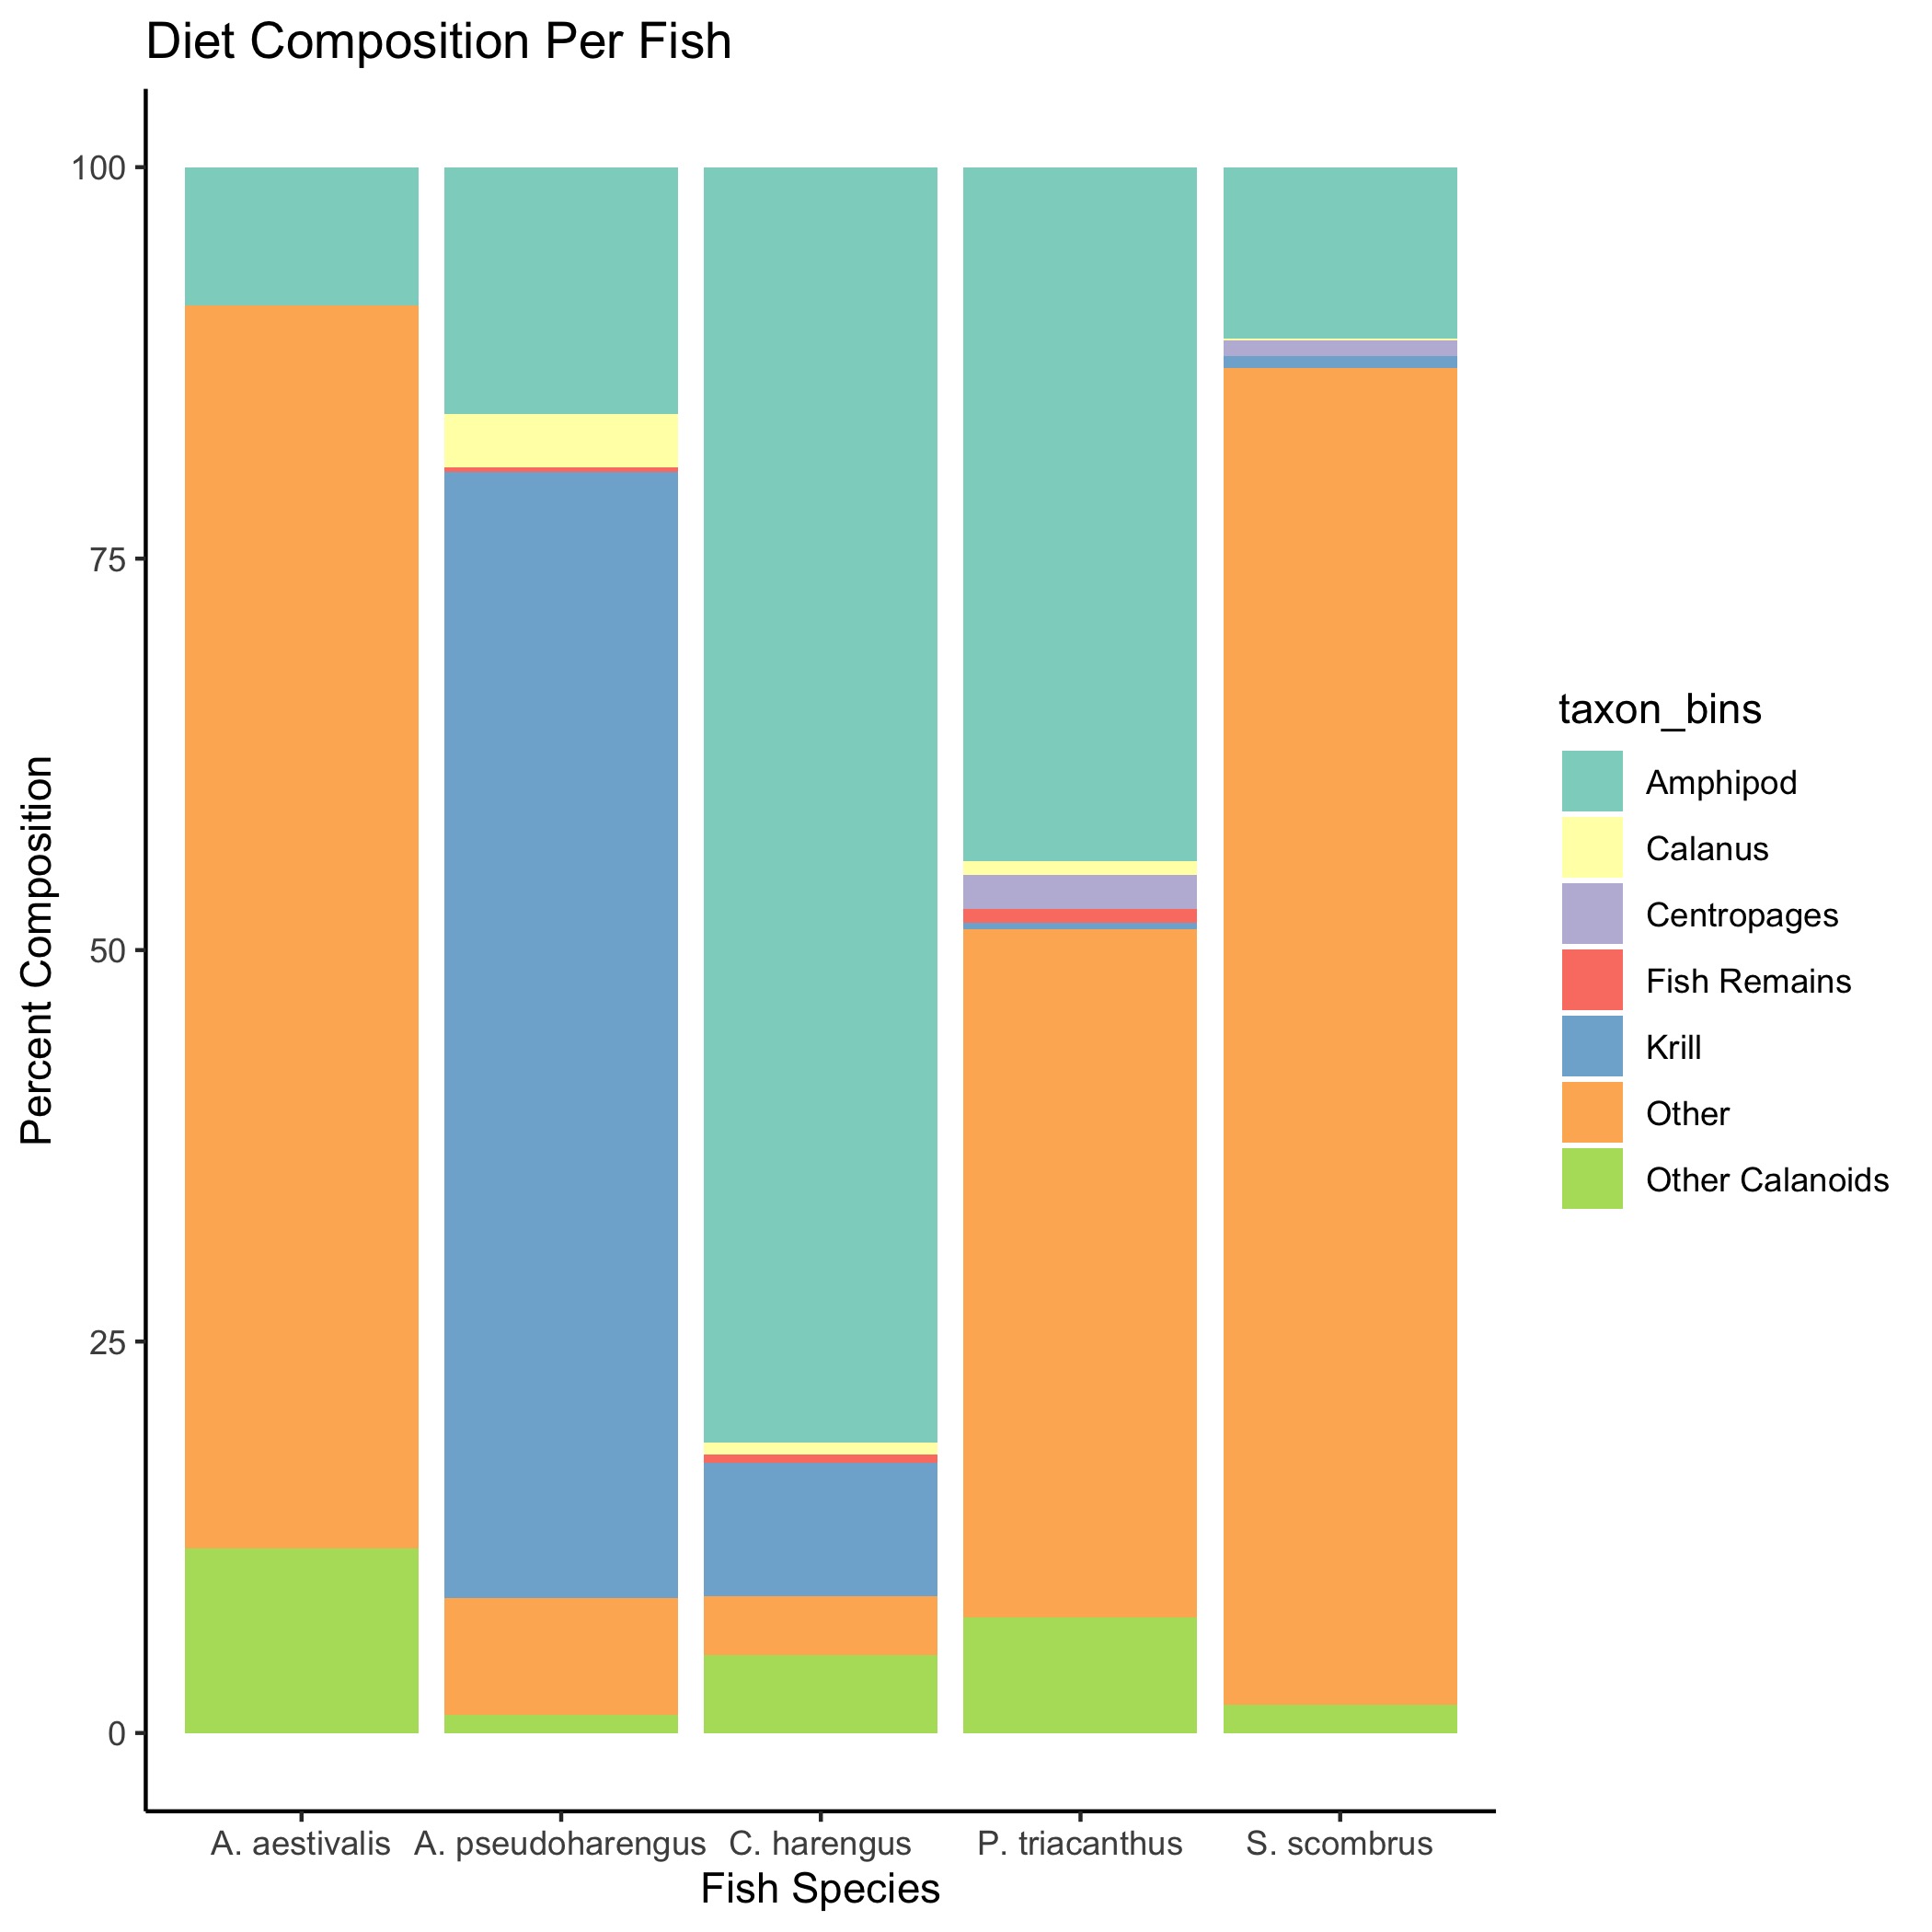 Diet Composition Per Fish
100
75
50
25
0
Percent Composition
A. aestivalis
A. pseudoharengus
C. harengus
P. triacanthus
S. scombrus
Fish Species
taxon_bins
Amphipod
Calanus
Centropages
Fish Remains
Krill
Other
Other Calanoids